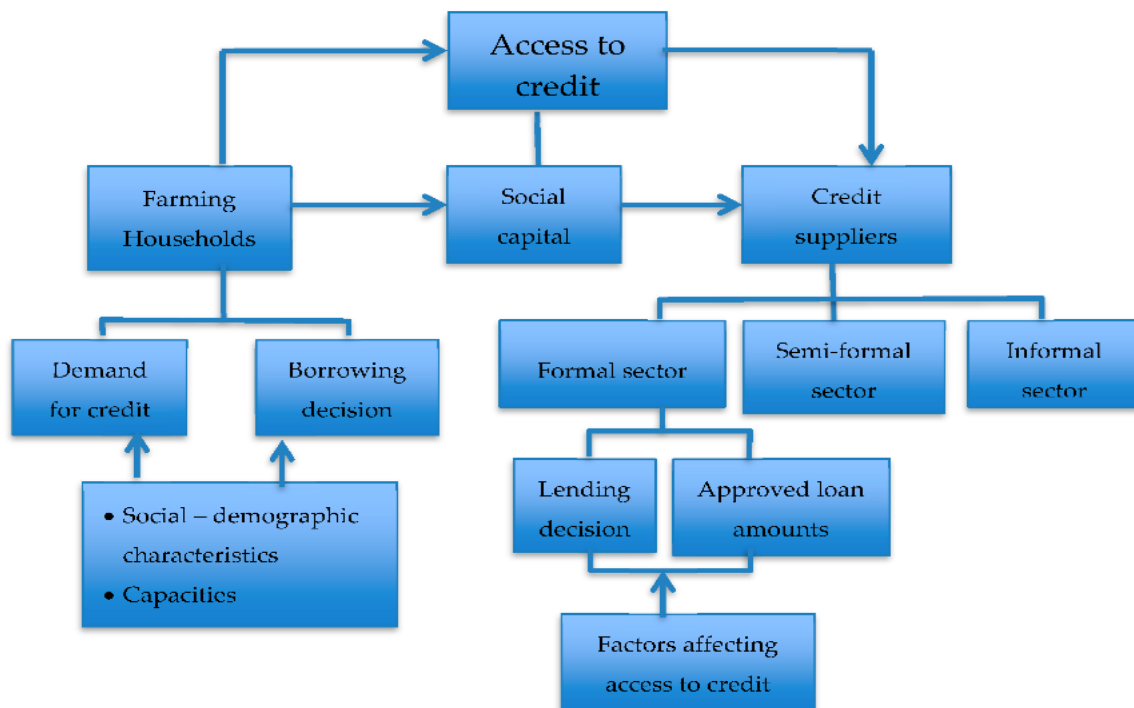 Access to
credit
Farming
Households
Social
capital
Credit
suppliers
Demand
for credit
Borrowing
decision
Formal sector
Semi-formal
sector
Informal
sector
• Social – demographic
characteristics
• Capacities
Lending
decision
Approved loan
amounts
Factors affecting
access to credit